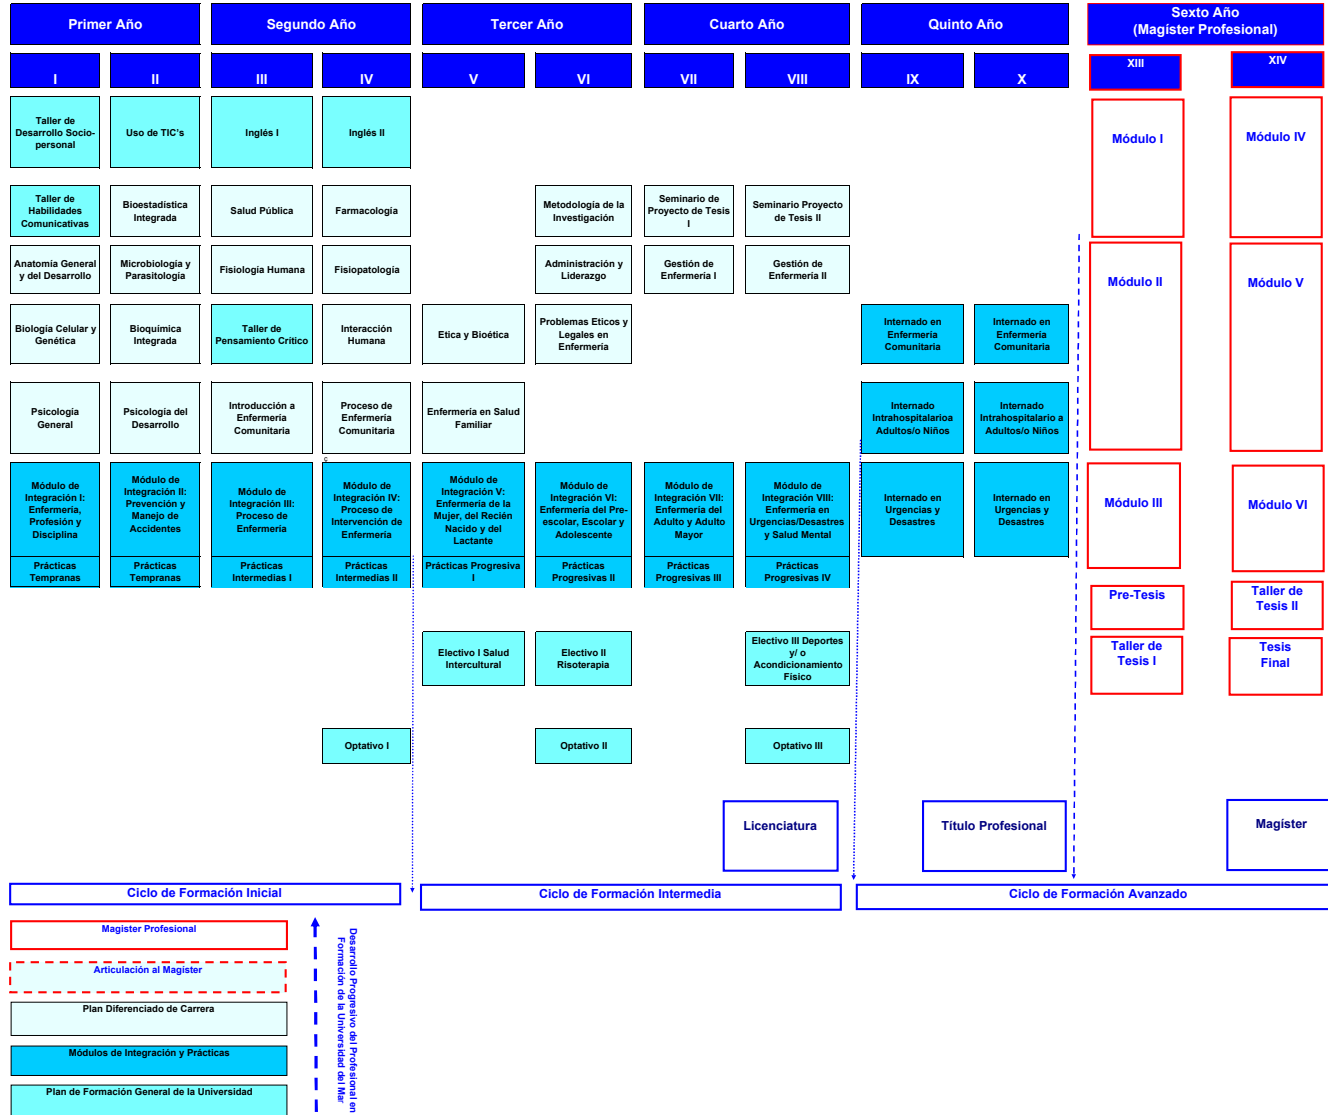 Primer Año
Segundo Año
Tercer Año
Cuarto Año
Quinto Año
Sexto Año
(Magíster Profesional)
I
II
III
IV
V
VI
VII
VIII
IX
X
XIII
XIV
Taller de
Desarrollo Socio-
personal
Uso de TIC's
Inglés I
Inglés II
Módulo I
Módulo IV
Taller de
Habilidades
Comunicativas
Bioestadística
Integrada
Salud Pública
Farmacología
Metodología de la
Investigación
Seminario de
Proyecto de Tesis
I
Seminario Proyecto
de Tesis II
Anatomía General
y del Desarrollo
Microbiología y
Parasitología
Fisiología Humana
Fisiopatología
Administración y
Liderazgo
Gestión de
Enfermería I
Gestión de
Enfermería II
Módulo II
Módulo V
Biología Celular y
Genética
Bioquímica
Integrada
Taller de
Pensamiento Crítico
Interacción
Humana
Etica y Bioética
Problemas Eticos y
Legales en
Enfermería
Internado en
Enfermería
Comunitaria
Internado en
Enfermería
Comunitaria
Psicología
General
Psicología del
Desarrollo
Introducción a
Enfermería
Comunitaria
Proceso de
Enfermería
Comunitaria
Enfermería en Salud
Familiar
Internado
Intrahospitalarioa
Adultos/o Niños
Internado
Intrahospitalario a
Adultos/o Niños
ç
Módulo de
Integración I:
Enfermería,
Profesión y
Disciplina
Módulo de
Integración II:
Prevención y
Manejo de
Accidentes
Módulo de
Integración III:
Proceso de
Enfermería
Módulo de
Integración IV:
Proceso de
Intervención de
Enfermería
Módulo de
Integración V:
Enfermería de la
Mujer, del Recién
Nacido y del
Lactante
Módulo de
Integración VI:
Enfermería del Pre-
escolar, Escolar y
Adolescente
Módulo de
Integración VII:
Enfermería del
Adulto y Adulto
Mayor
Módulo de
Integración VIII:
Enfermería en
Urgencias/Desastres
y Salud Mental
Internado en
Urgencias y
Desastres
Internado en
Urgencias y
Desastres
Módulo III
Módulo VI
Prácticas
Tempranas
Prácticas
Tempranas
Prácticas
Intermedias I
Prácticas
Intermedias II
Prácticas Progresiva
I
Prácticas
Progresivas II
Prácticas
Progresivas III
Prácticas
Progresivas IV
Pre-Tesis
Taller de
Tesis II
Electivo I Salud
Intercultural
Electivo II
Risoterapia
Electivo III Deportes
y/ o
Acondicionamiento
Físico
Taller de
Tesis I
Tesis
Final
Optativo I
Optativo II
Optativo III
Licenciatura
Título Profesional
Magíster
Ciclo de Formación Inicial
Ciclo de Formación Intermedia
Ciclo de Formación Avanzado
Magister Profesional
Articulación al Magíster
Plan Diferenciado de Carrera
Módulos de Integración y Prácticas
Plan de Formación General de la Universidad
Desarrollo Progresivo del Profesional en
Formación de la Universidad del Mar